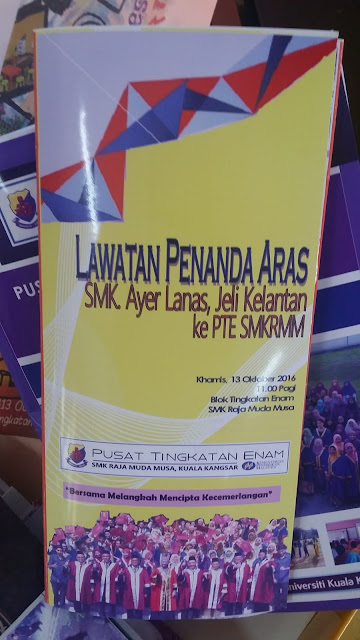 LAWATAN PENANDA ARAS
SMK. Ayer Lanas, Jeli Kelantan
ke PTE SMKRMM
Khamis, 13 Oktober 2016
11.00 Pagi
Blok Tingkatan Enam
SMK Raja Muda Musa
PUSAT TINGKATAN ENAM
SMK RAJA MUDA MUSA, KUALA KANGSAR
"Bersama Melangkah Mencipta Kecemerlangan"
PUS
13 O
ngkatan
Universiti Kuala K